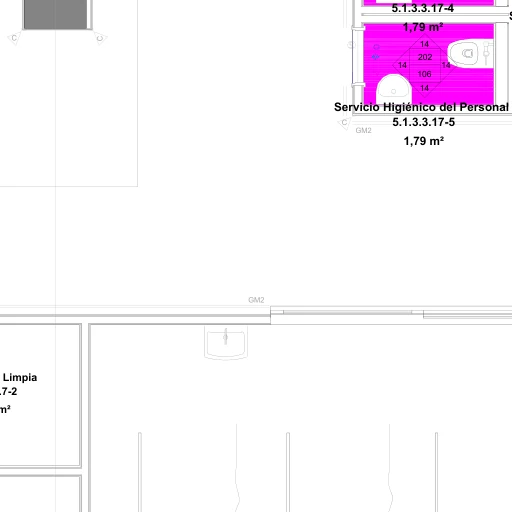 5.1.3.3.17-4
1,79 m²
14
202
14
14
106
14
Servicio Higiénico del Personal
5.1.3.3.17-5
1,79 m²
GM2
C
C
C
GM2
Limpia
.7-2
m²